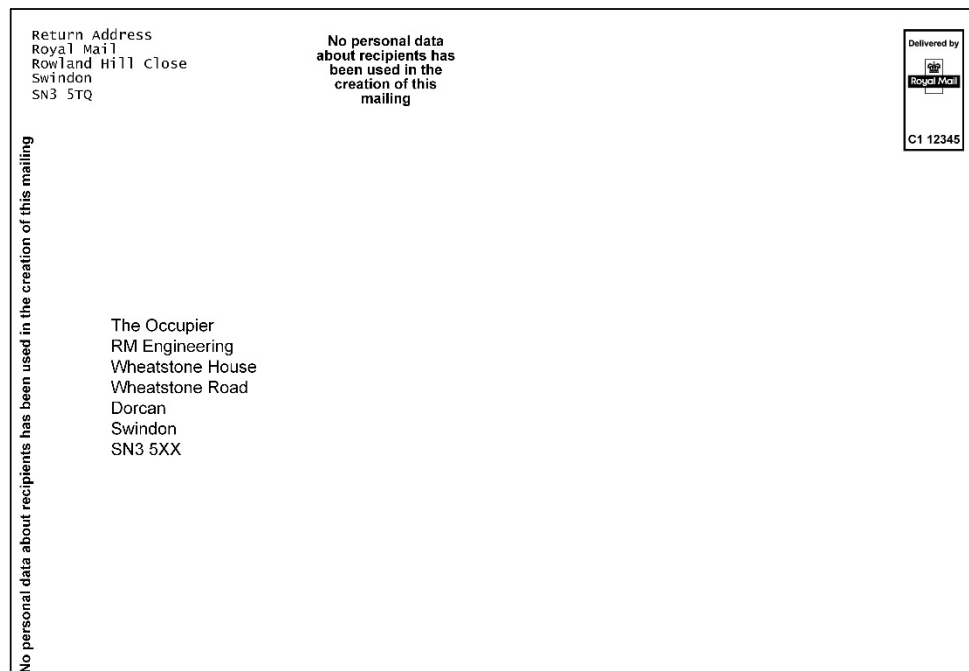 Return Address
Royal Mail
Rowland Hill Close
Swindon
SN3 5TQ
No personal data
about recipients has
been used in the
creation of this
mailing
Delivered by
Royal Mail
C1 12345
No personal data about recipients has been used in the creation of this mailing
The Occupier
RM Engineering
Wheatstone House
Wheatstone Road
Dorcan
Swindon
SN3 5XX